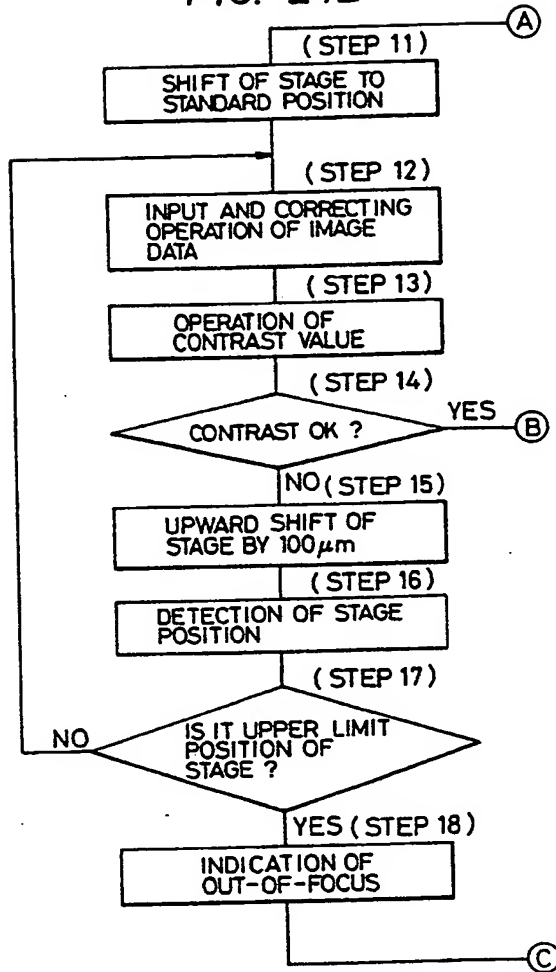 A
(STEP 11)
SHIFT OF STAGE TO
STANDARD POSITION
(STEP 12)
INPUT AND CORRECTING
OPERATION OF IMAGE
DATA
(STEP 13)
OPERATION OF
CONTRAST VALUE
(STEP 14)
CONTRAST OK ?
YES
B
NO (STEP 15)
UPWARD SHIFT OF
STAGE BY 100μm
(STEP 16)
DETECTION OF STAGE
POSITION
(STEP 17)
IS IT UPPER LIMIT
POSITION OF
STAGE ?
NO
YES (STEP 18)
INDICATION OF
OUT-OF-FOCUS
C